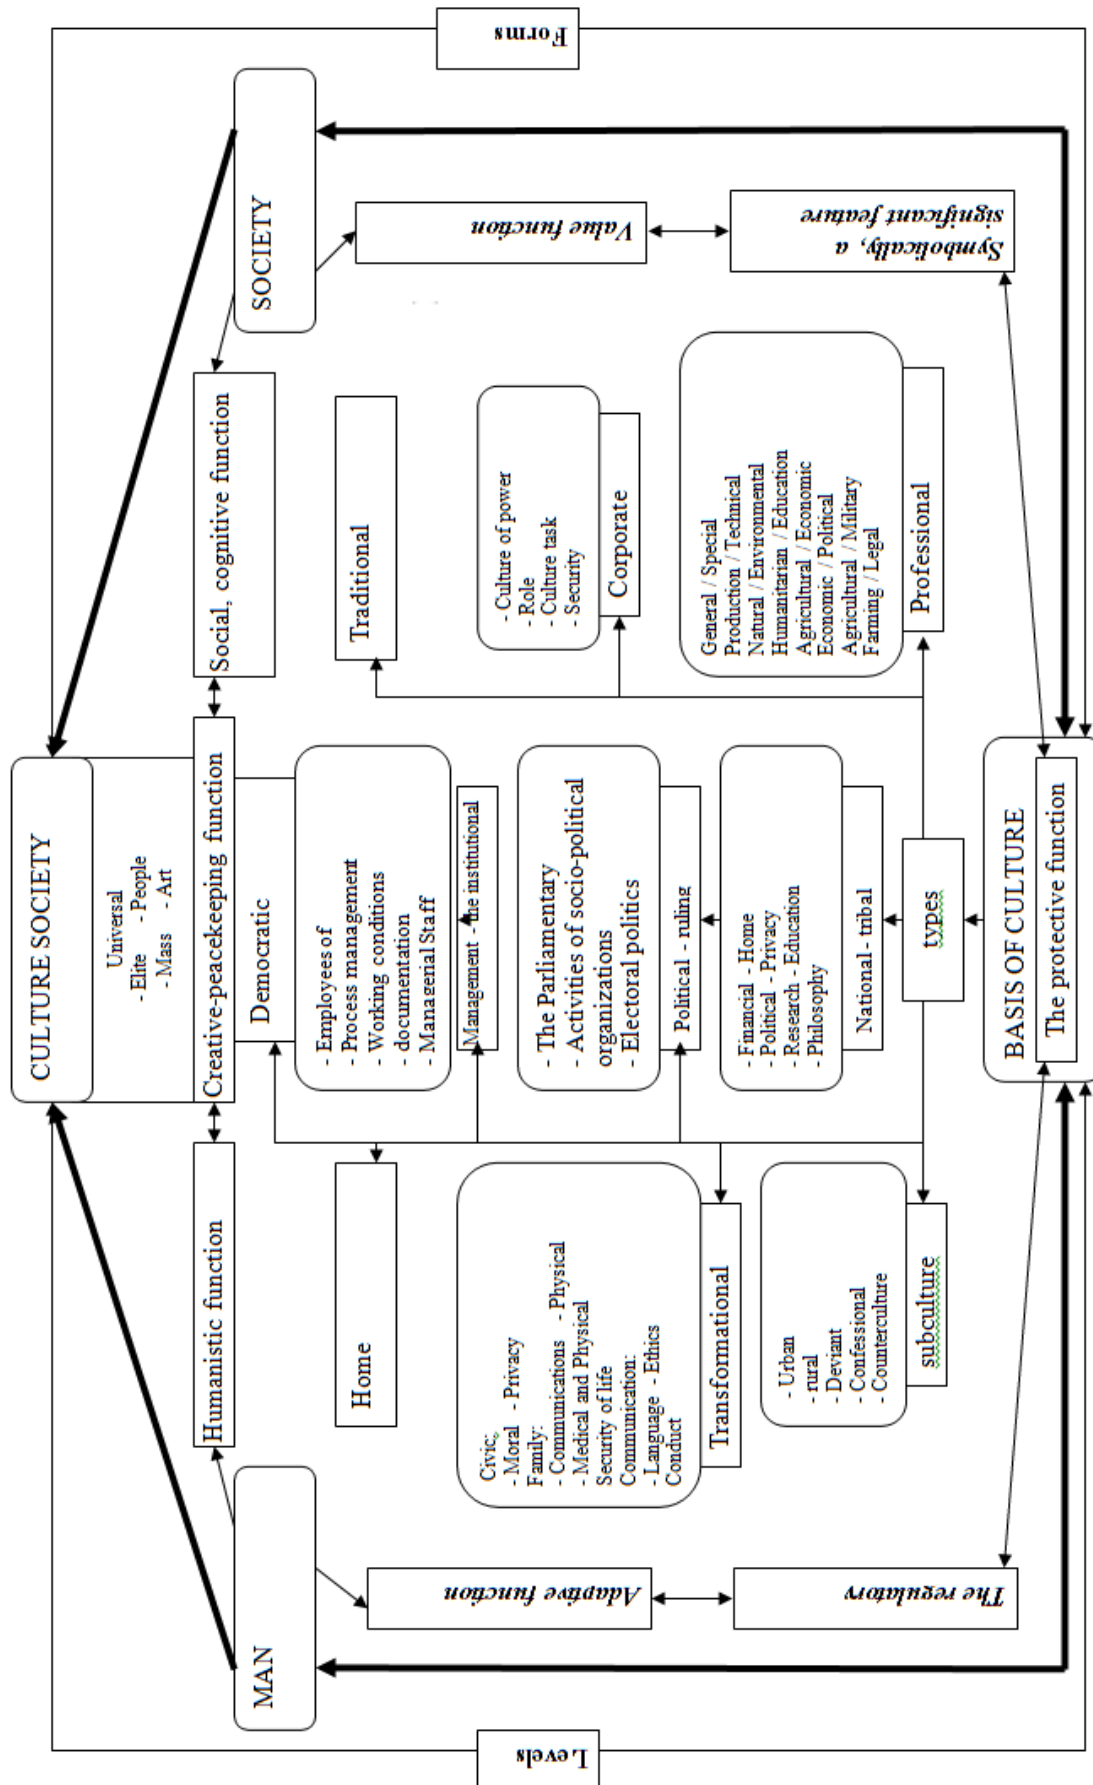 CULTURE SOCIETY
Universal
- Elite - People
- Mass - Art
Humanistic function
Creative-peacekeeping function
Social, cognitive function
MAN
SOCIETY
Democratic
Home
Traditional
- Employees of
- Process management
- Working conditions
- documentation
- Managerial Staff
Management - the institutional
- Culture of power
- Role
- Culture task
- Security
Corporate
Civic:
- Moral - Privacy
Family:
- Communications - Physical
- Medical and Physical
Security of life
Communication:
- Language - Ethics
Conduct
Transformational
- The Parliamentary
- Activities of socio-political
organizations
- Electoral politics
Political - ruling
General / Special
Production / Technical
Natural / Environmental
Humanitarian / Education
Agricultural / Economic
Economic / Political
Agricultural / Military
Farming / Legal
Professional
- Urban
- rural
- Deviant
- Confessional
- Counterculture
subculture
- Financial - Home
- Political - Privacy
- Research - Education
- Philosophy
National - tribal
types
BASIS OF CULTURE
The protective function
Levels
Adaptive function
The regulatory
Value function
Symbolically, a
significant feature
Forms